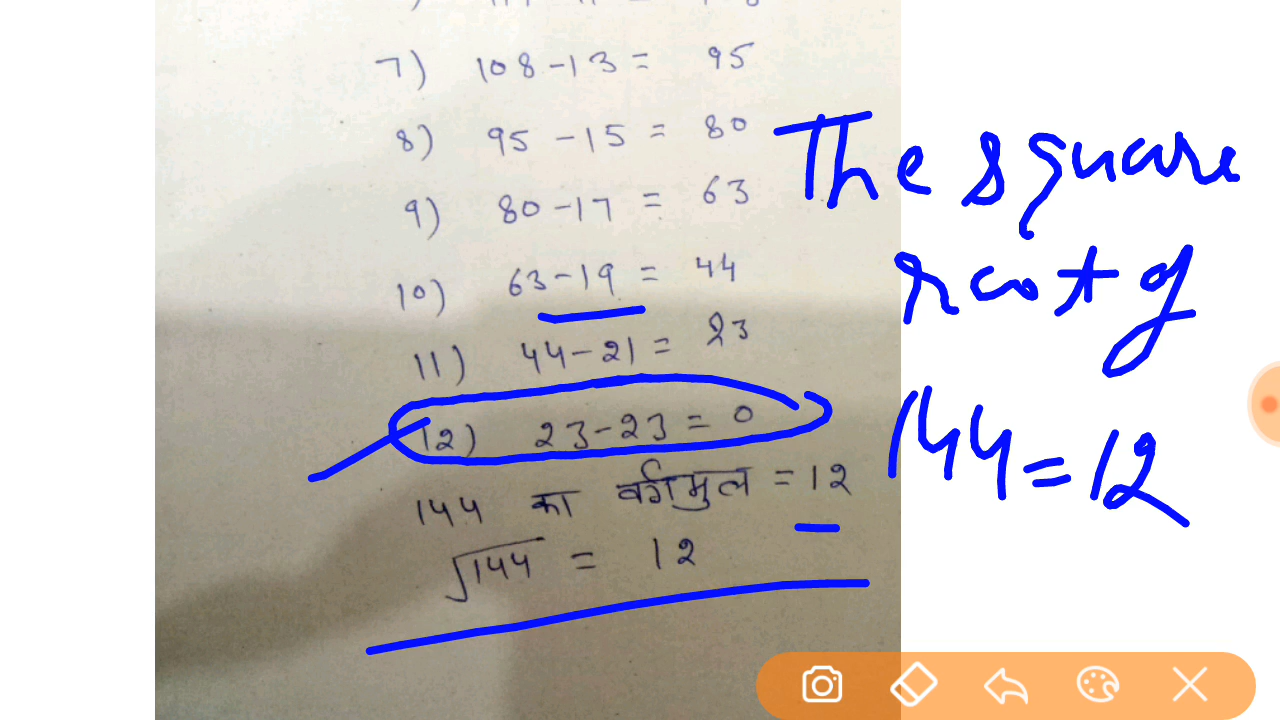 7) 108-13 = 95
8) 95 -15 = 80
9) 80-17 = 63
10) 63-19 = 44
11) 44-21 = 23
12) 23-23 = 0
144 का वर्गमुल = 12
√144 = 12
The square
root of
144=12